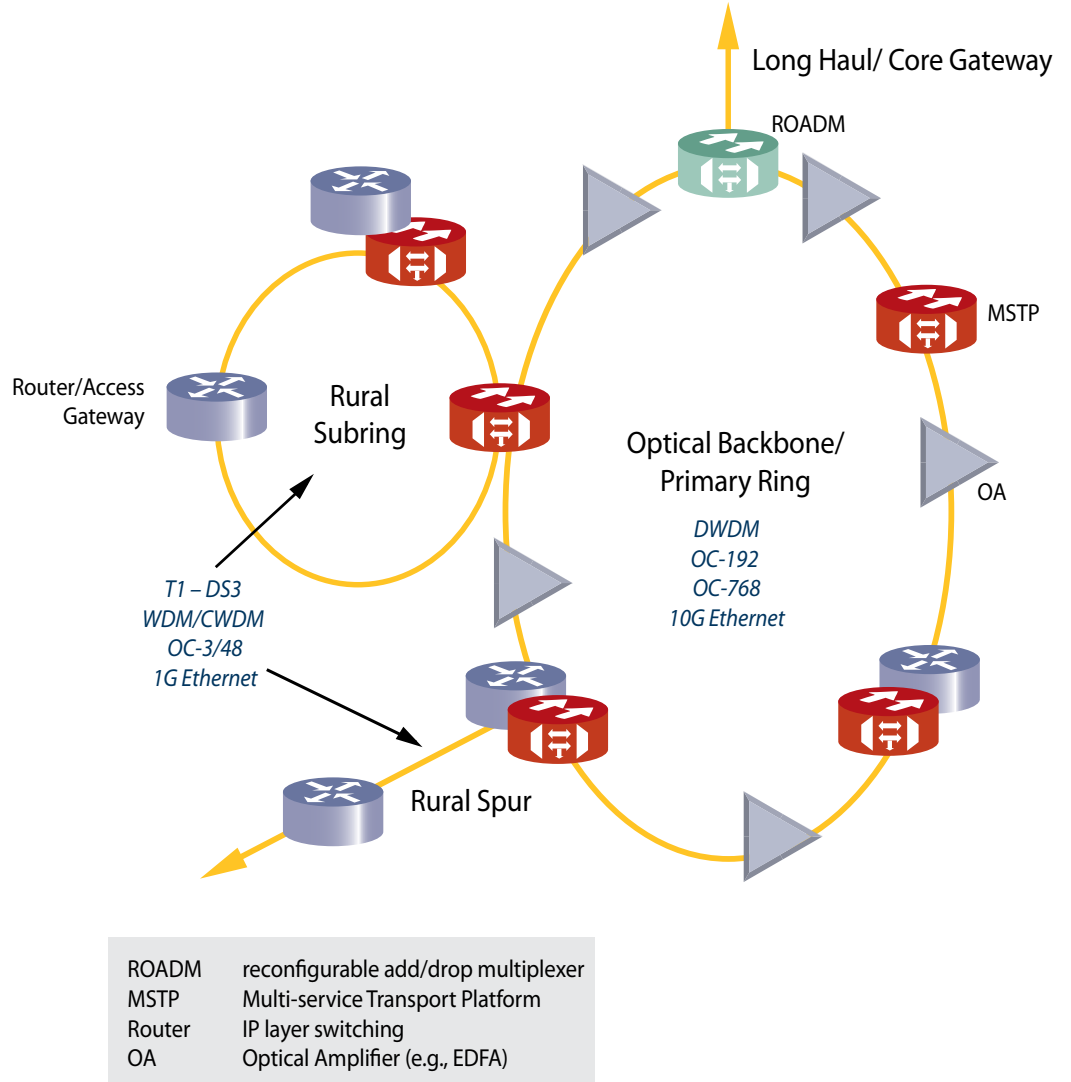 Long Haul/ Core Gateway
ROADM
MSTP
Router/Access
Gateway
Rural
Subring
Optical Backbone/
Primary Ring
OA
DWDM
OC-192
OC-768
10G Ethernet
T1 – DS3
WDM/CWDM
OC-3/48
1G Ethernet
Rural Spur
ROADM reconfigurable add/drop multiplexer
MSTP Multi-service Transport Platform
Router IP layer switching
OA Optical Amplifier (e.g., EDFA)